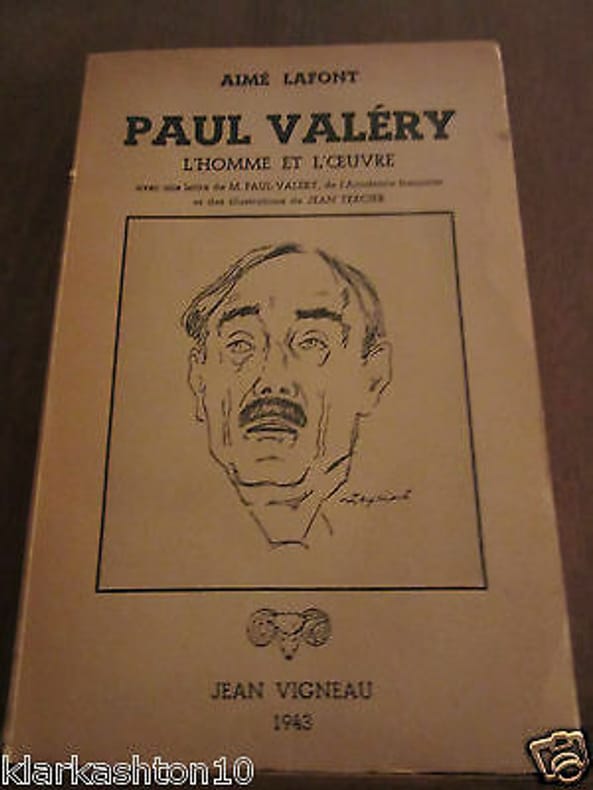 AIMÉ LAFONT
PAUL VALÉRY
L'HOMME ET L'ŒUVRE
avec une lettre de M. PAUL VALÉRY, de l'Académie française
et des illustrations de JEAN TERCIER
JEAN VIGNEAU
1943
klarkashton10